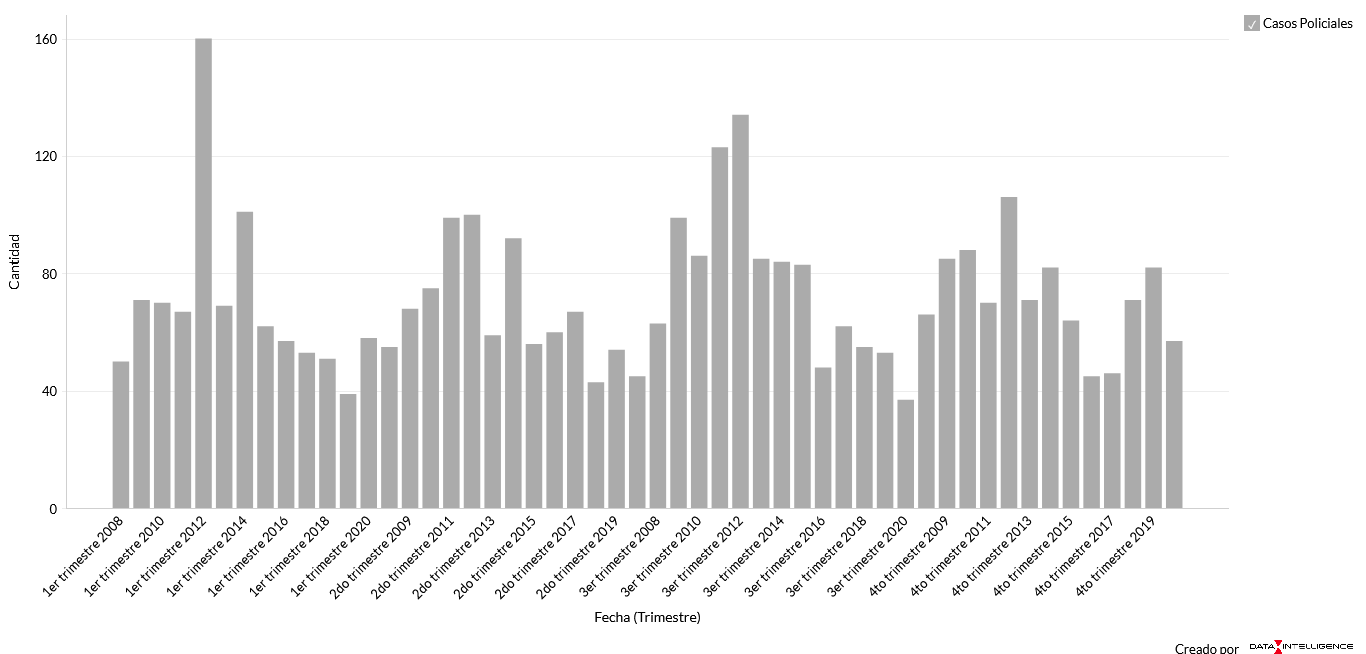 Casos Policiales
160
120
80
40
0
Cantidad
1er trimestre 2008
1er trimestre 2010
1er trimestre 2012
1er trimestre 2014
1er trimestre 2016
1er trimestre 2018
1er trimestre 2020
2do trimestre 2009
2do trimestre 2011
2do trimestre 2013
2do trimestre 2015
2do trimestre 2017
2do trimestre 2019
3er trimestre 2008
3er trimestre 2010
3er trimestre 2012
3er trimestre 2014
3er trimestre 2016
3er trimestre 2018
3er trimestre 2020
4to trimestre 2009
4to trimestre 2011
4to trimestre 2013
4to trimestre 2015
4to trimestre 2017
4to trimestre 2019
Fecha (Trimestre)
Creado por DATA INTELLIGENCE